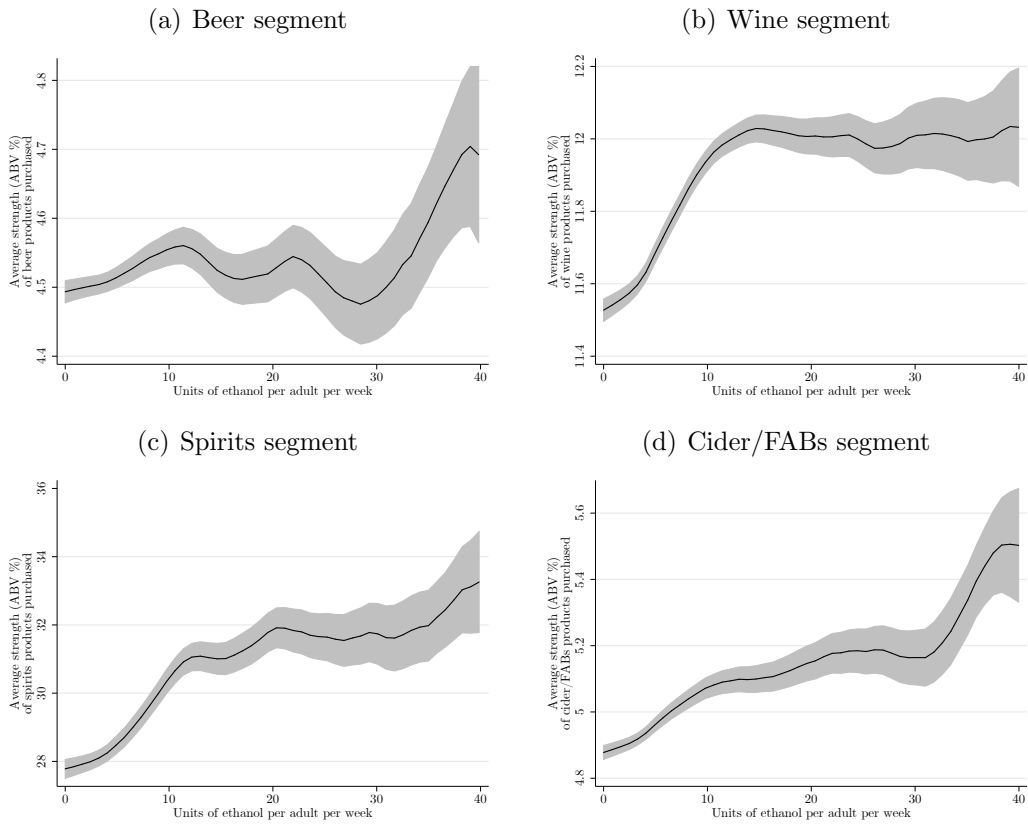 (a) Beer segment
Average strength (ABV %)
of beer products purchased
4.8
4.7
4.6
4.5
4.4
0 10 20 30 40
Units of ethanol per adult per week
(b) Wine segment
Average strength (ABV %)
of wine products purchased
12.2
12
11.8
11.6
11.4
0 10 20 30 40
Units of ethanol per adult per week
(c) Spirits segment
Average strength (ABV %)
of spirits products purchased
36
34
32
30
28
0 10 20 30 40
Units of ethanol per adult per week
(d) Cider/FABs segment
Average strength (ABV %)
of cider/FABs products purchased
5.6
5.4
5.2
5
4.8
0 10 20 30 40
Units of ethanol per adult per week